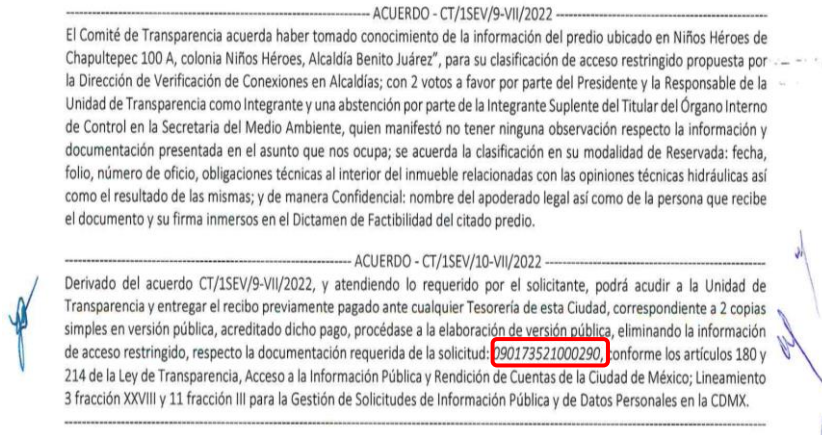 ---------- ACUERDO - CT/1SEV/9-VII/2022 ----------
El Comité de Transparencia acuerda haber tomado conocimiento de la información del predio ubicado en Niños Héroes de
Chapultepec 100 A, colonia Niños Héroes, Alcaldía Benito Juárez”, para su clasificación de acceso restringido propuesta por
la Dirección de Verificación de Conexiones en Alcaldías; con 2 votos a favor por parte del Presidente y la Responsable de la
Unidad de Transparencia como Integrante y una abstención por parte de la Integrante Suplente del Titular del Órgano Interno
de Control en la Secretaria del Medio Ambiente, quien manifestó no tener ninguna observación respecto la información y
documentación presentada en el asunto que nos ocupa; se acuerda la clasificación en su modalidad de Reservada: fecha,
folio, número de oficio, obligaciones técnicas al interior del inmueble relacionadas con las opiniones técnicas hidráulicas así
como el resultado de las mismas; y de manera Confidencial: nombre del apoderado legal así como de la persona que recibe
el documento y su firma inmersos en el Dictamen de Factibilidad del citado predio.
---------- ACUERDO - CT/1SEV/10-VII/2022 ----------
Derivado del acuerdo CT/1SEV/9-VII/2022, y atendiendo lo requerido por el solicitante, podrá acudir a la Unidad de
Transparencia y entregar el recibo previamente pagado ante cualquier Tesorería de esta Ciudad, correspondiente a 2 copias
simples en versión pública, acreditado dicho pago, procédase a la elaboración de versión pública, eliminando la información
de acceso restringido, respecto la documentación requerida de la solicitud: 090173521000290, conforme los artículos 180 y
214 de la Ley de Transparencia, Acceso a la Información Pública y Rendición de Cuentas de la Ciudad de México; Lineamiento
3 fracción XXVIII y 11 fracción III para la Gestión de Solicitudes de Información Pública y de Datos Personales en la CDMX.